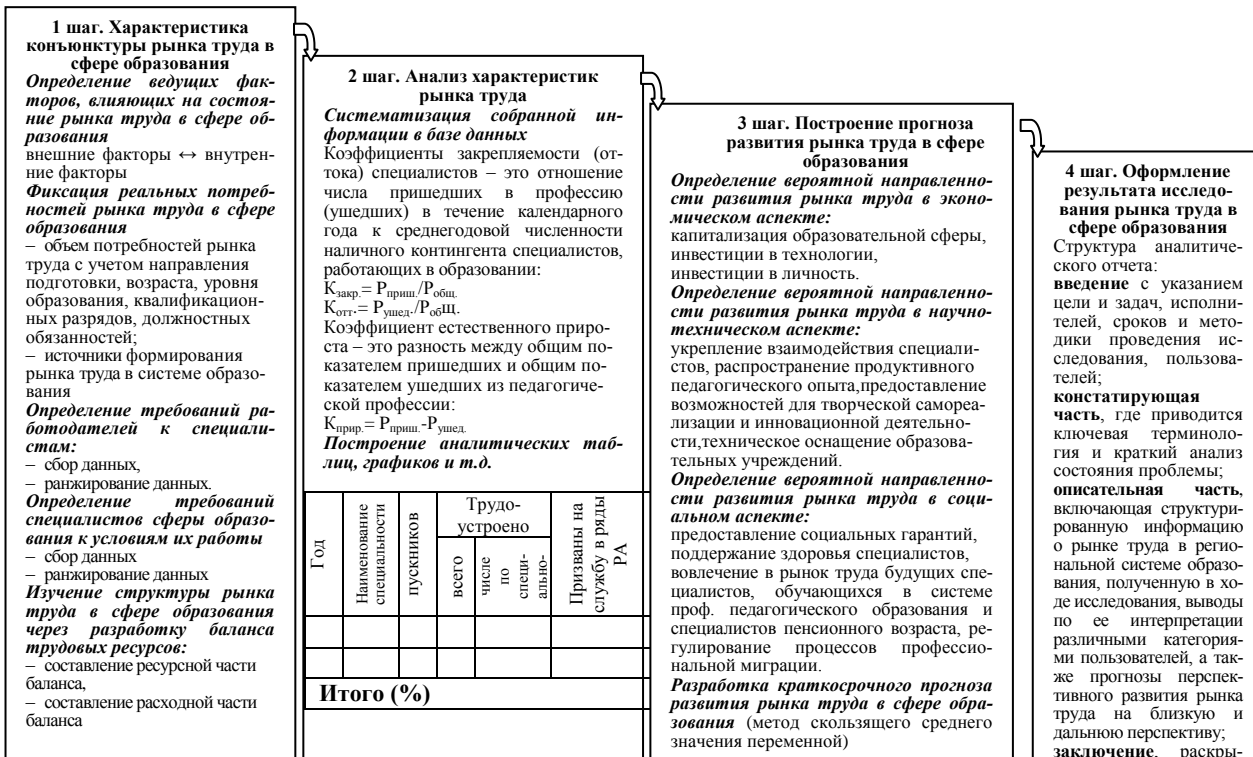 1 шаг. Характеристика
конъюнктуры рынка труда в
сфере образования
Определение ведущих фак-
торов, влияющих на состоя-
ние рынка труда в сфере об-
разования
внешние факторы ↔ внутрен-
ние факторы
Фиксация реальных потреб-
ностей рынка труда в сфере
образования
– объем потребностей рынка
труда с учетом направления
подготовки, возраста, уровня
образования, квалификацион-
ных разрядов, должностных
обязанностей;
– источники формирования
рынка труда в системе образо-
вания
Определение требований ра-
ботодателей к специали-
стам:
– сбор данных,
– ранжирование данных.
Определение требований
специалистов сферы образо-
вания к условиям их работы
– сбор данных
– ранжирование данных
Изучение структуры рынка
труда в сфере образования
через разработку баланса
трудовых ресурсов:
– составление ресурсной части
баланса,
– составление расходной части
баланса
2 шаг. Анализ характеристик
рынка труда
Систематизация собранной ин-
формации в базе данных
Коэффициенты закрепляемости (от-
тока) специалистов – это отношение
числа пришедших в профессию
(ушедших) в течение календарного
года к среднегодовой численности
наличного контингента специалистов,
работающих в образовании:
Kзакр.= Pприш./Pобщ.
Kотт.= Pушед./Pобщ.
Коэффициент естественного приро-
ста – это разность между общим по-
казателем пришедших и общим по-
казателем ушедших из педагогиче-
ской профессии:
Kприр.= Pприш.-Pушед.
Построение аналитических таб-
лиц, графиков и т.д.
Год
Наименование
специальности
пускников
Трудо-
устроено
всего
числе
по
специ-
ально-
Призваны на
службу в ряды
РА
Итого (%)
3 шаг. Построение прогноза
развития рынка труда в сфере
образования
Определение вероятной направленно-
сти развития рынка труда в эконо-
мическом аспекте:
капитализация образовательной сферы,
инвестиции в технологии,
инвестиции в личность.
Определение вероятной направленно-
сти развития рынка труда в научно-
техническом аспекте:
укрепление взаимодействия специали-
стов, распространение продуктивного
педагогического опыта,предоставление
возможностей для творческой самореа-
лизации и инновационной деятельно-
сти,техническое оснащение образова-
тельных учреждений.
Определение вероятной направленно-
сти развития рынка труда в соци-
альном аспекте:
предоставление социальных гарантий,
поддержание здоровья специалистов,
вовлечение в рынок труда будущих спе-
циалистов, обучающихся в системе
проф. педагогического образования и
специалистов пенсионного возраста, ре-
гулирование процессов профессио-
нальной миграции.
Разработка краткосрочного прогноза
развития рынка труда в сфере обра-
зования (метод скользящего среднего
значения переменной)
4 шаг. Оформление
результата исследо-
вания рынка труда в
сфере образования
Структура аналитиче-
ского отчета:
введение с указанием
цели и задач, исполни-
телей, сроков и мето-
дики проведения ис-
следования, пользова-
телей;
констатирующая
часть, где приводится
ключевая терминоло-
гия и краткий анализ
состояния проблемы;
описательная часть,
включающая структури-
рованную информацию
о рынке труда в регио-
нальной системе образо-
вания, полученную в хо-
де исследования, выводы
по ее интерпретации
различными категория-
ми пользователей, а так-
же прогнозы перспек-
тивного развития рынка
труда на близкую и
дальнюю перспективу;
заключение, раскры-